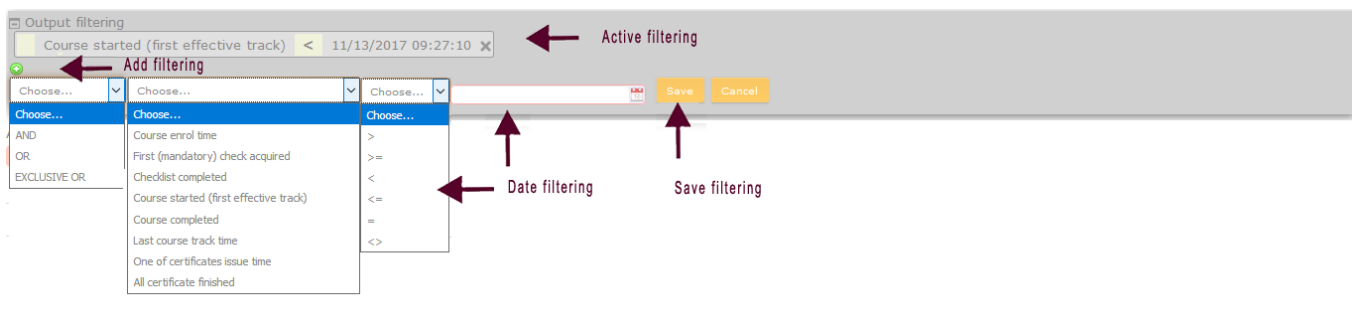 Output filtering
Course started (first effective track) < 11/13/2017 09:27:10 Active filtering
Add filtering
Choose... Choose... Choose... Save Cancel
Choose... Choose... Choose...
AND Course enrol time >
OR First (mandatory) check acquired >=
EXCLUSIVE OR Checklist completed <
Course started (first effective track) <= Date filtering Save filtering
Course completed =
Last course track time <>
One of certificates issue time
All certificate finished